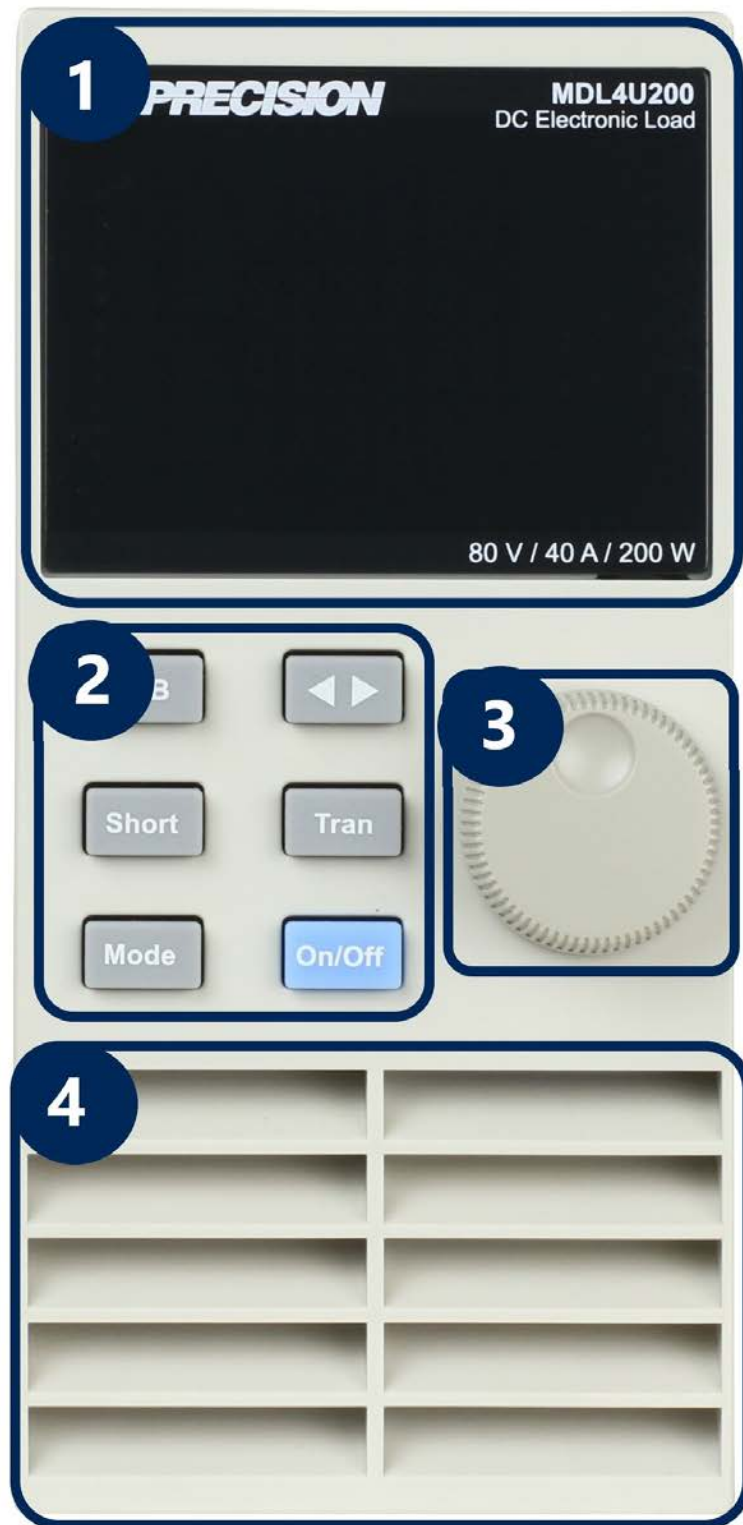 1
PRECISION
MDL4U200
DC Electronic Load
80 V / 40 A / 200 W
2
3
Short
Tran
Mode
On/Off
4